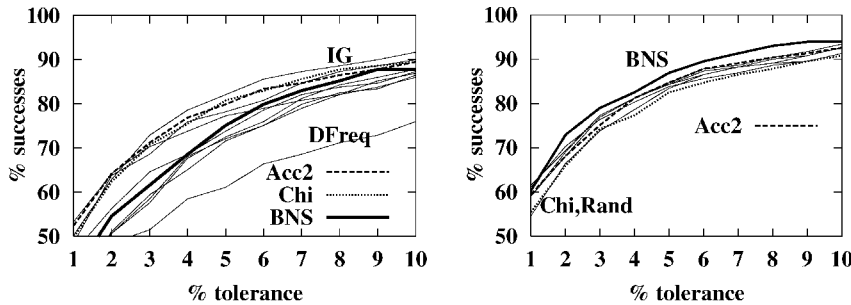 100
90
80
70
60
50
% successes
IG
DFreq
Acc2
Chi
BNS
1 2 3 4 5 6 7 8 9 10
% tolerance
100
90
80
70
60
50
% successes
BNS
Acc2
Chi,Rand
1 2 3 4 5 6 7 8 9 10
% tolerance